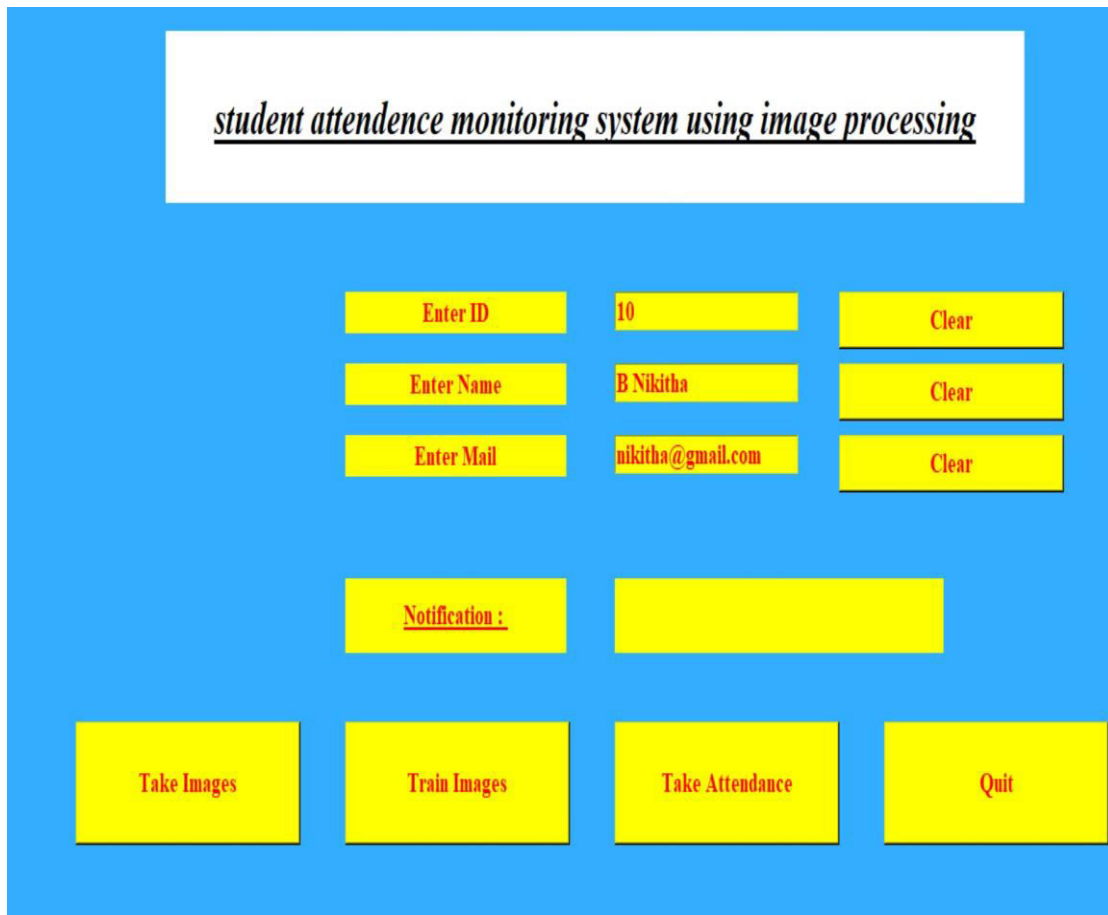 student attendence monitoring system using image processing
Enter ID 10 Clear
Enter Name B Nikitha Clear
Enter Mail nikitha@gmail.com Clear
Notification :
Take Images Train Images Take Attendance Quit